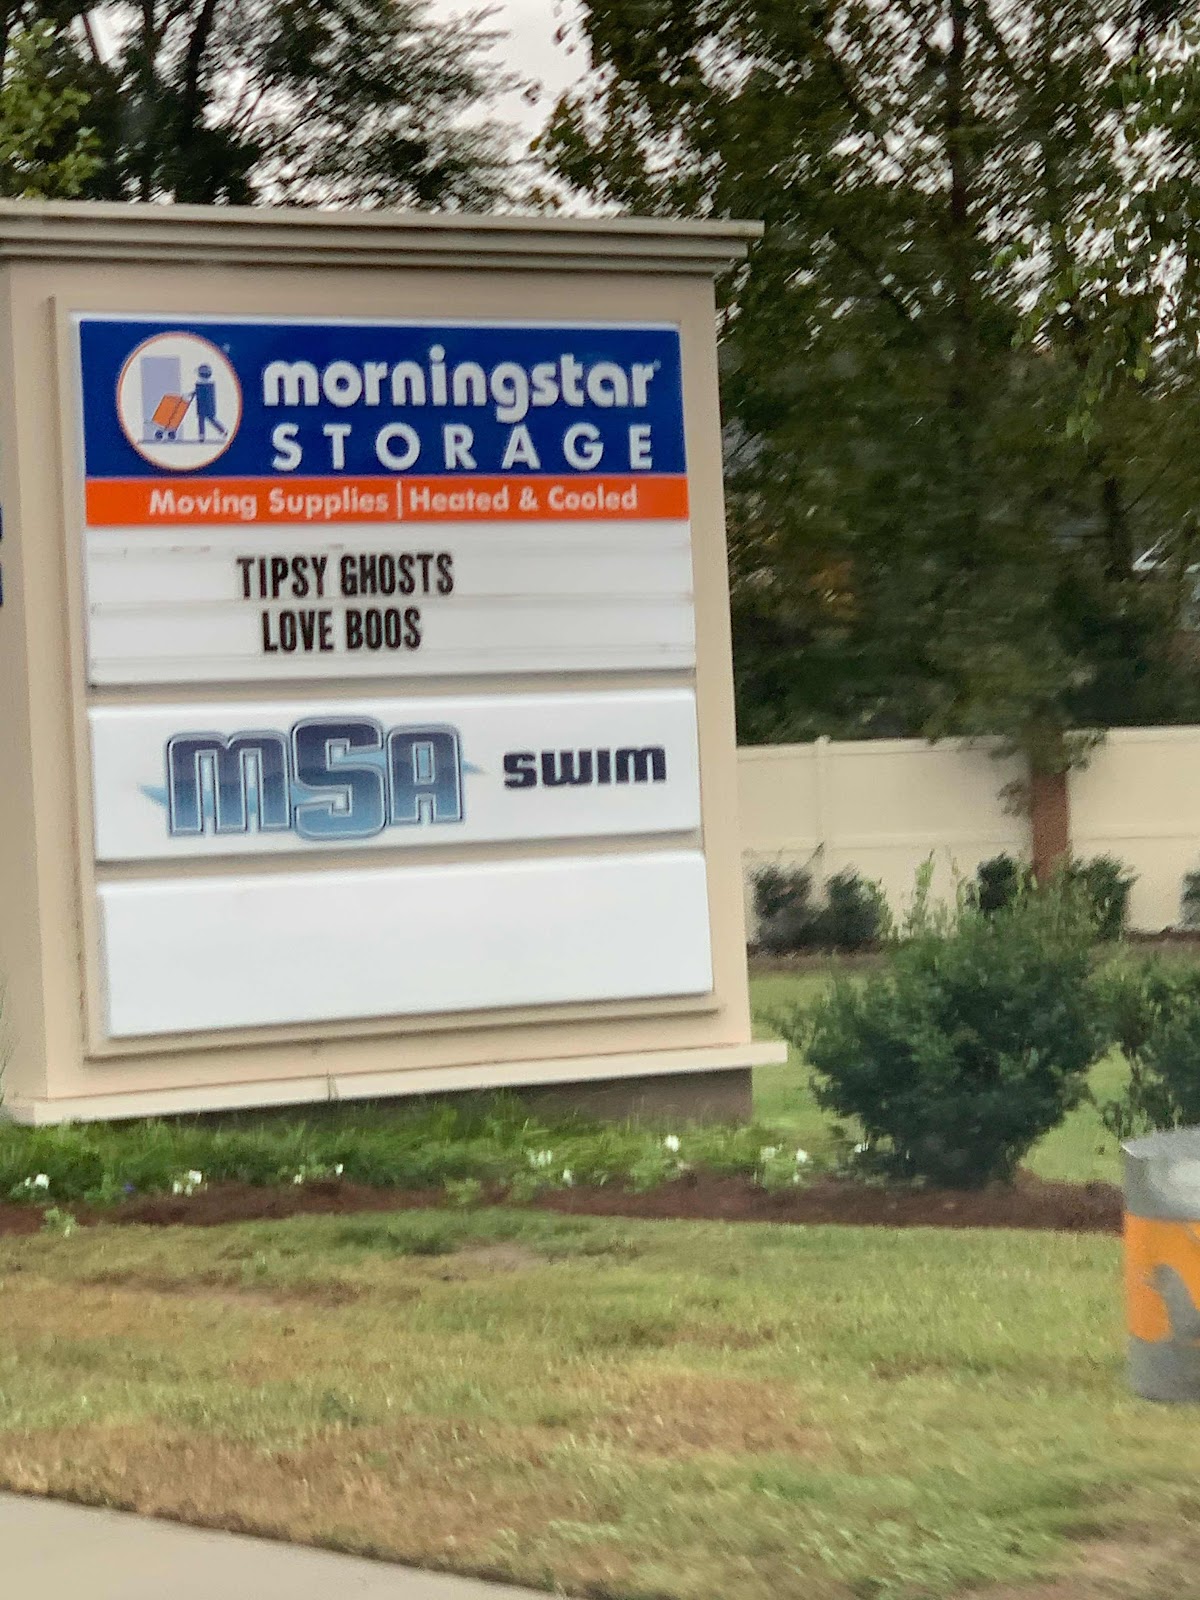 morningstar
STORAGE
Moving Supplies | Heated & Cooled
TIPSY GHOSTS
LOVE BOOS
MSA SWIM